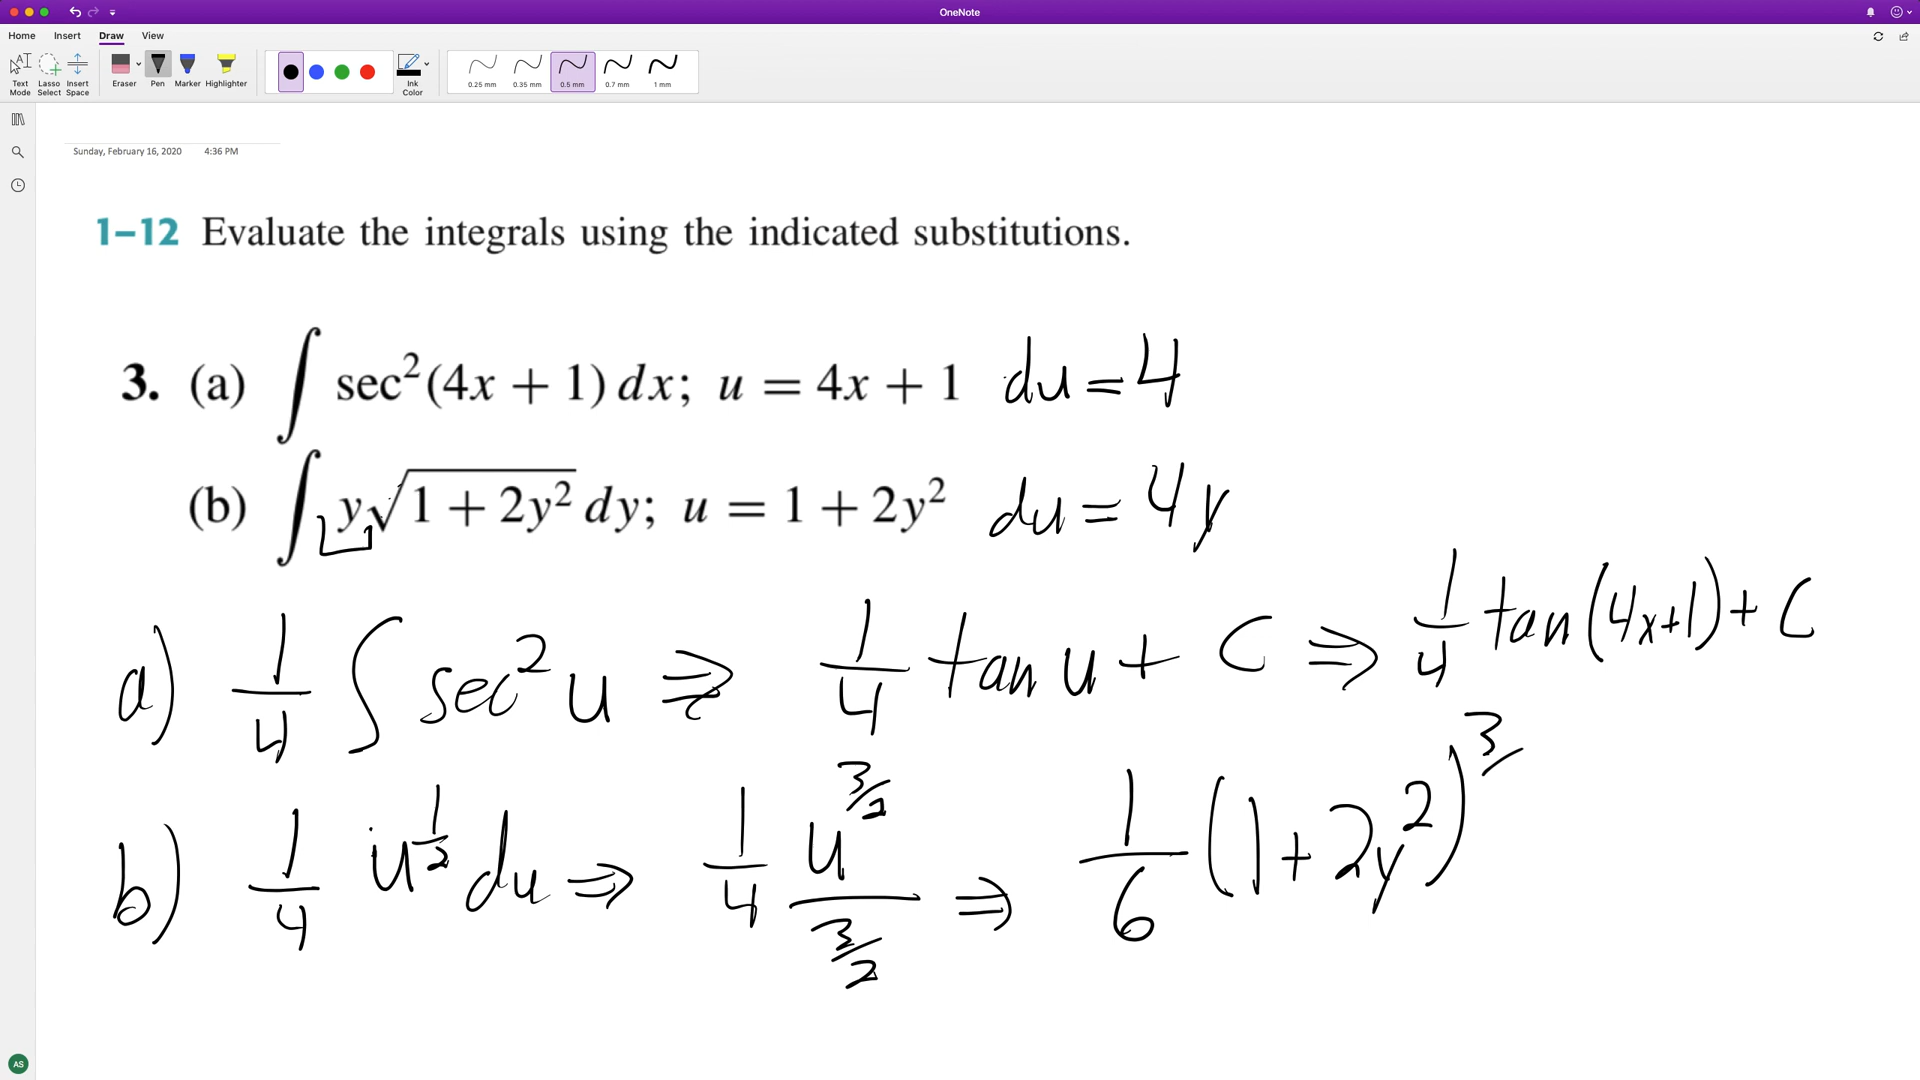 OneNote
Home Insert Draw View
Text Mode Lasso Select Insert Space Eraser Pen Marker Highlighter Ink Color 0.25 mm 0.35 mm 0.5 mm 0.7 mm 1 mm
Sunday, February 16, 2020 4:36 PM
1–12 Evaluate the integrals using the indicated substitutions.
3. (a) ∫ sec²(4x + 1) dx; u = 4x + 1 du = 4
(b) ∫ y√(1 + 2y²) dy; u = 1 + 2y² du = 4y
a) 1/4 ∫ sec² u ⇒ 1/4 tan u + C ⇒ 1/4 tan(4x+1) + C
b) 1/4 u^(1/2) du ⇒ 1/4 u^(3/2) / (3/2) ⇒ 1/6 (1 + 2y²)^(3/
AS